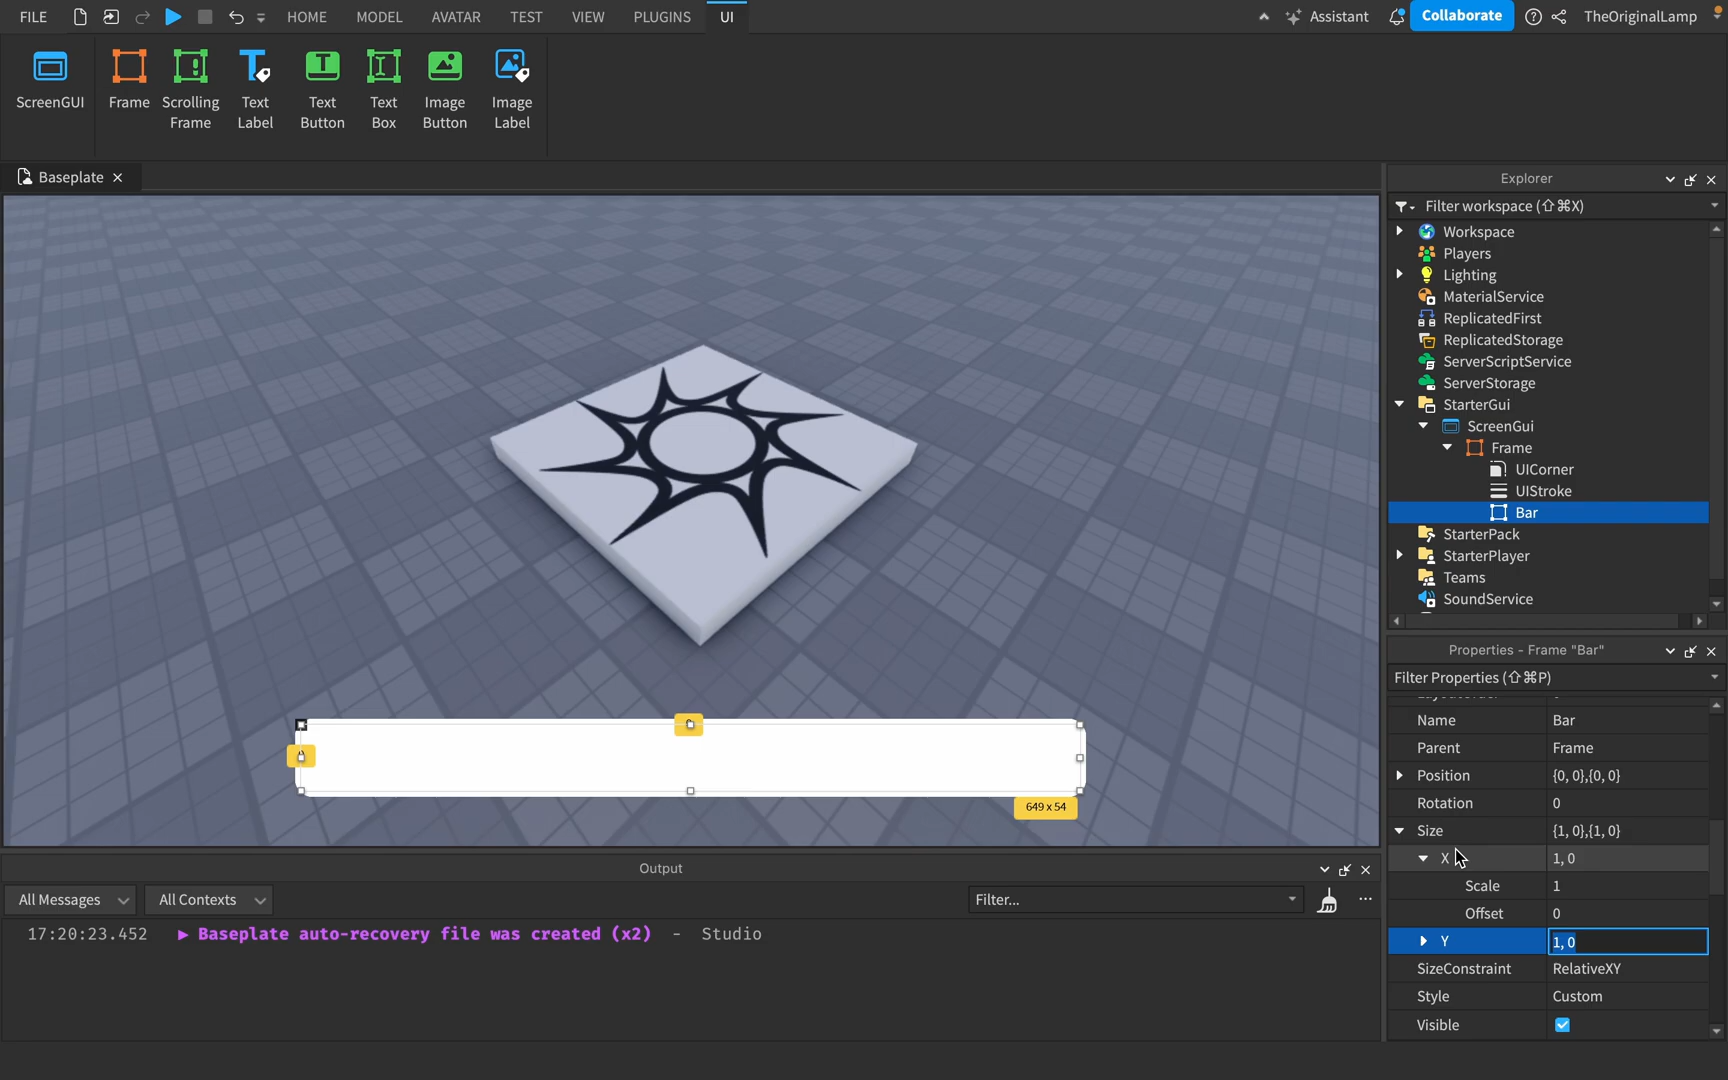 FILE HOME MODEL AVATAR TEST VIEW PLUGINS UI Assistant Collaborate TheOriginalLamp
ScreenGUI
Frame
Scrolling
Frame
Text
Label
Text
Button
Text
Box
Image
Button
Image
Label
Baseplate
649 x 54
Explorer
Filter workspace (⇧⌘X)
Workspace
Players
Lighting
MaterialService
ReplicatedFirst
ReplicatedStorage
ServerScriptService
ServerStorage
StarterGui
ScreenGui
Frame
UICorner
UIStroke
Bar
StarterPack
StarterPlayer
Teams
SoundService
Properties - Frame "Bar"
Filter Properties (⇧⌘P)
Name Bar
Parent Frame
Position {0, 0},{0, 0}
Rotation 0
Size {1, 0},{1, 0}
X 1, 0
Scale 1
Offset 0
Y 1, 0
SizeConstraint RelativeXY
Style Custom
Visible
Output
All Messages All Contexts Filter...
17:20:23.452 ▶ Baseplate auto-recovery file was created (x2) - Studio